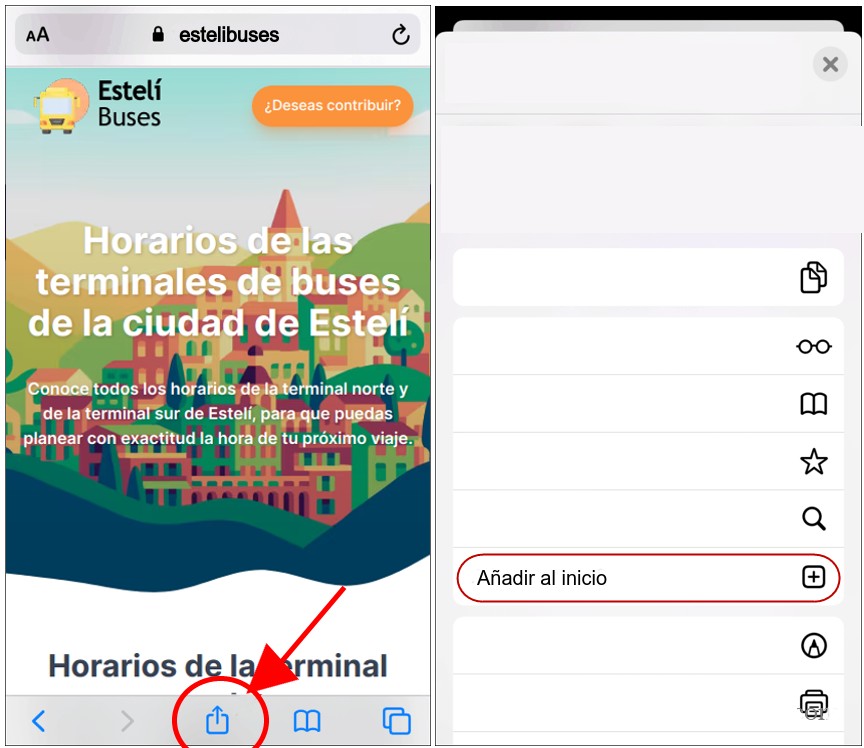 AA
estelibuses
Estelí
Buses
¿Deseas contribuir?
Horarios de las
terminales de buses
de la ciudad de Estelí
Conoce todos los horarios de la terminal norte y
de la terminal sur de Estelí, para que puedas
planear con exactitud la hora de tu próximo viaje.
Horarios de la terminal
Añadir al inicio